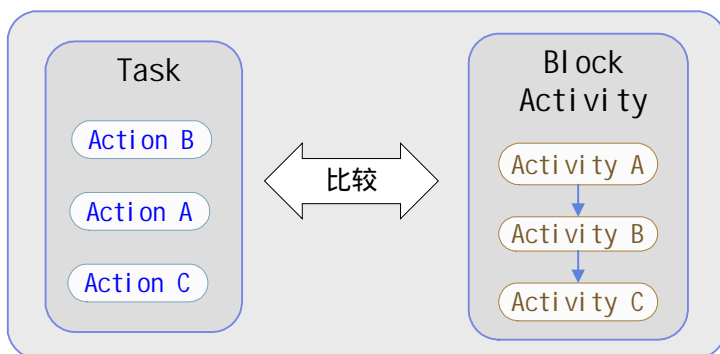 Task
Action B
Action A
Action C
比较
Block
Activity
Activity A
Activity B
Activity C